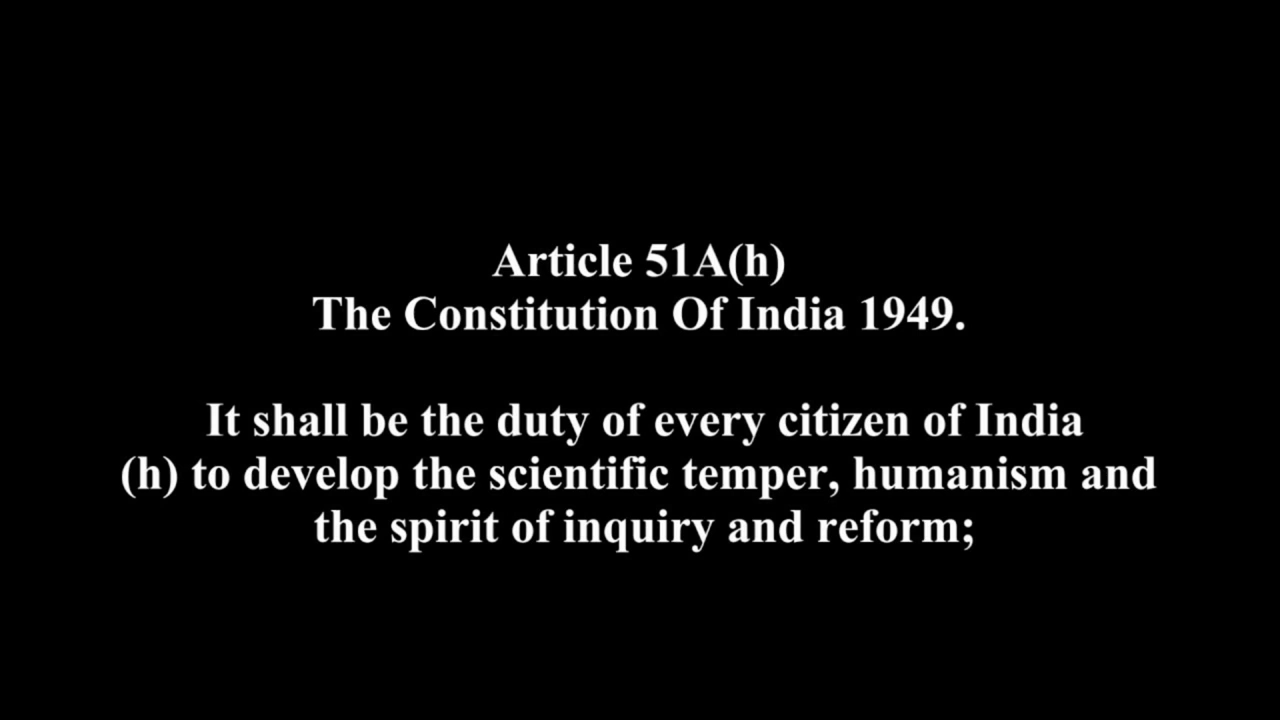 Article 51A(h)
The Constitution Of India 1949.
It shall be the duty of every citizen of India
(h) to develop the scientific temper, humanism and
the spirit of inquiry and reform;